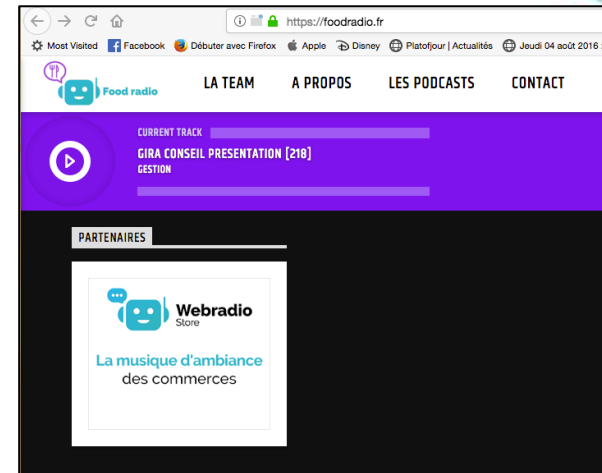 https://foodradio.fr
Most Visited Facebook Débuter avec Firefox Apple Disney Platofjour | Actualités Jeudi 04 août 2016
Food radio LA TEAM A PROPOS LES PODCASTS CONTACT
CURRENT TRACK
GIRA CONSEIL PRESENTATION [218]
GESTION
PARTENAIRES
Webradio
Store
La musique d'ambiance
des commerces